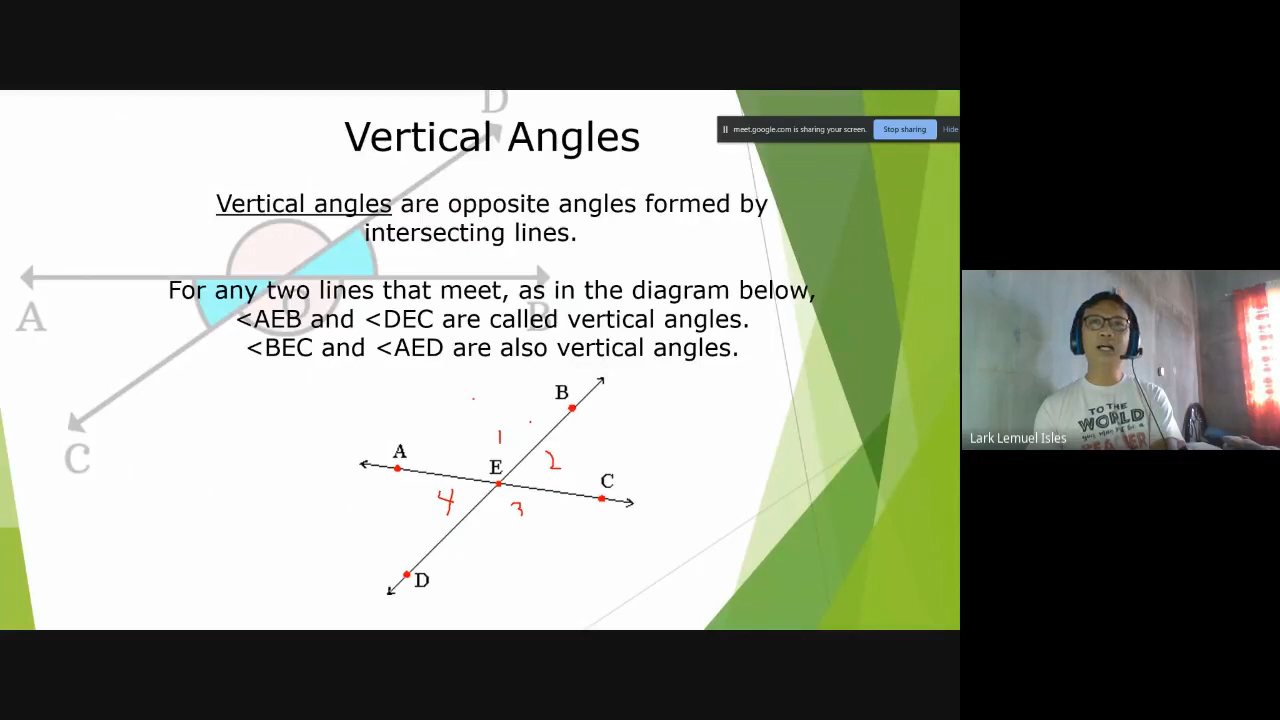 D
Vertical Angles
meet.google.com is sharing your screen.
Stop sharing
Hide
Vertical angles are opposite angles formed by
intersecting lines.
For any two lines that meet, as in the diagram below,
<AEB and <DEC are called vertical angles.
<BEC and <AED are also vertical angles.
A
B
C
B
1
A
E
2
C
4
3
D
TO THE
WORLD
Lark Lemuel Isles